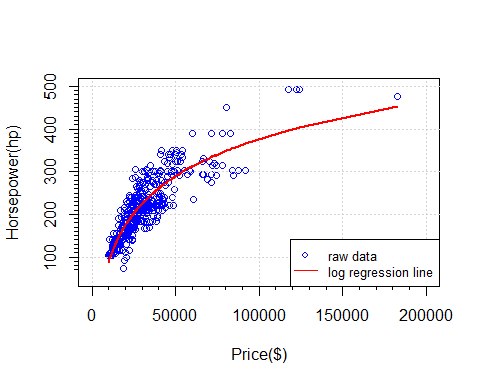 500
400
300
200
100
Horsepower(hp)
raw data
log regression line
0 50000 100000 150000 200000
Price($)